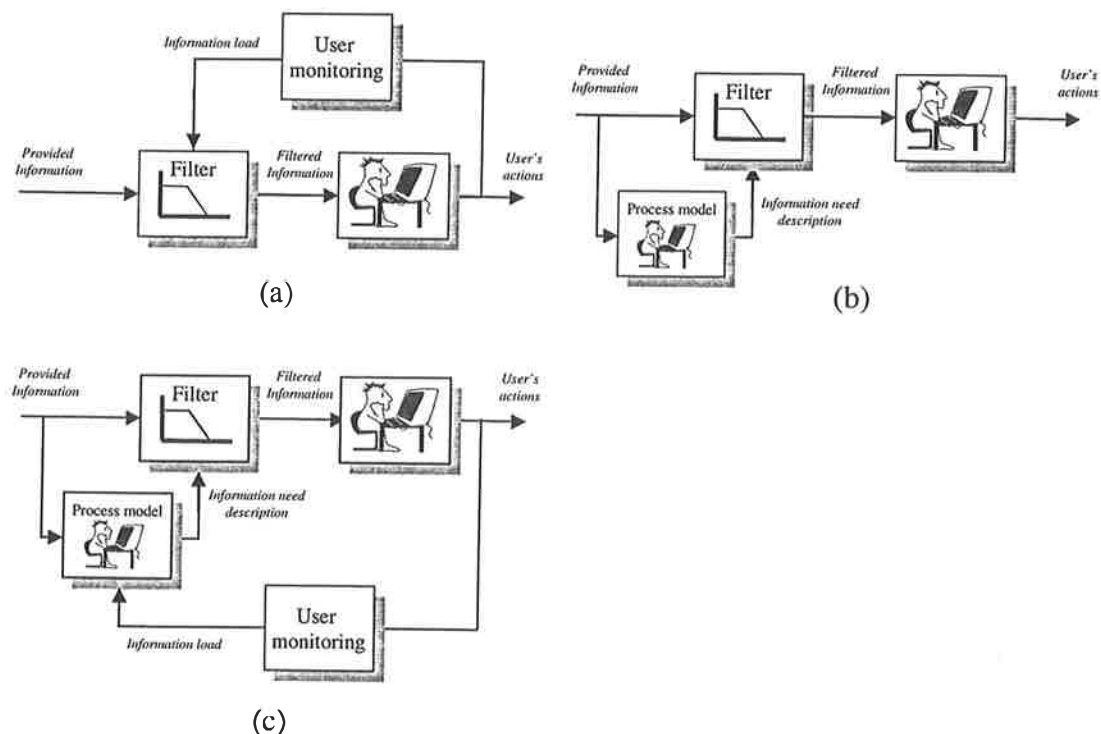 Information load
User
monitoring
Provided
Information
Filter
Filtered
Information
User's
actions
(a)
Provided
Information
Filter
Filtered
Information
User's
actions
Process model
Information need
description
(b)
Provided
Information
Filter
Filtered
Information
User's
actions
Process model
Information need
description
Information load
User
monitoring
(c)